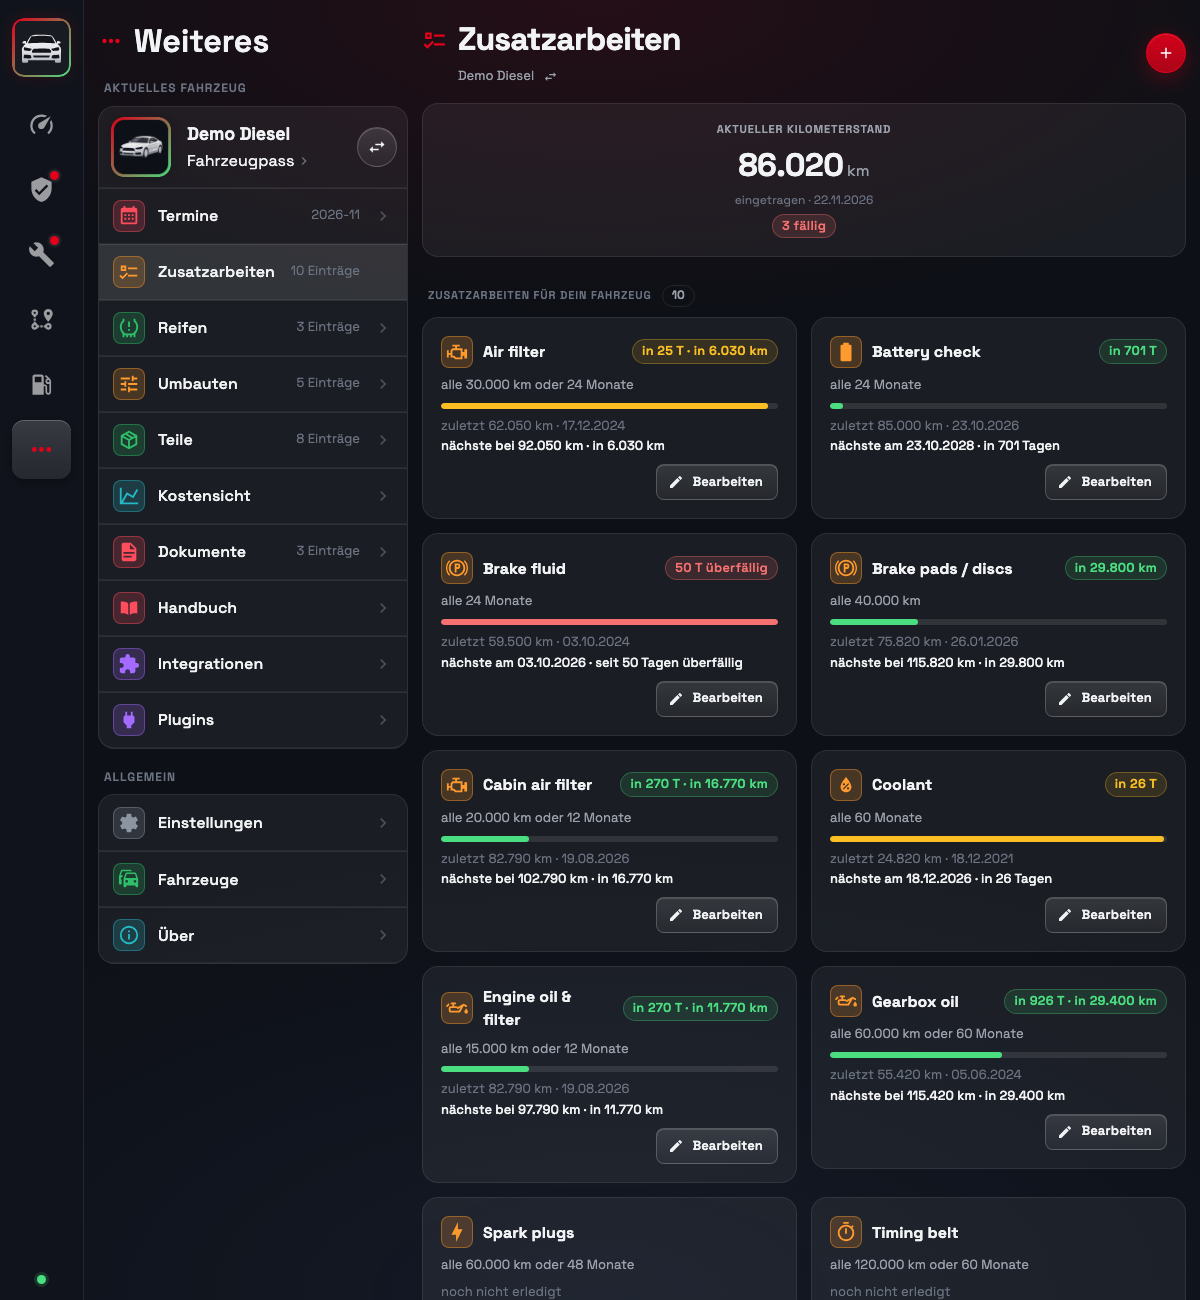 Weiteres
AKTUELLES FAHRZEUG
Demo Diesel
Fahrzeugpass
Termine 2026-11
Zusatzarbeiten 10 Einträge
Reifen 3 Einträge
Umbauten 5 Einträge
Teile 8 Einträge
Kostensicht
Dokumente 3 Einträge
Handbuch
Integrationen
Plugins
ALLGEMEIN
Einstellungen
Fahrzeuge
Über
Zusatzarbeiten
Demo Diesel
AKTUELLER KILOMETERSTAND
86.020 km
eingetragen · 22.11.2026
3 fällig
ZUSATZARBEITEN FÜR DEIN FAHRZEUG 10
Air filter in 25 T · in 6.030 km
alle 30.000 km oder 24 Monate
zuletzt 62.050 km · 17.12.2024
nächste bei 92.050 km · in 6.030 km
Bearbeiten
Battery check in 701 T
alle 24 Monate
zuletzt 85.000 km · 23.10.2026
nächste am 23.10.2028 · in 701 Tagen
Bearbeiten
Brake fluid 50 T überfällig
alle 24 Monate
zuletzt 59.500 km · 03.10.2024
nächste am 03.10.2026 · seit 50 Tagen überfällig
Bearbeiten
Brake pads / discs in 29.800 km
alle 40.000 km
zuletzt 75.820 km · 26.01.2026
nächste bei 115.820 km · in 29.800 km
Bearbeiten
Cabin air filter in 270 T · in 16.770 km
alle 20.000 km oder 12 Monate
zuletzt 82.790 km · 19.08.2026
nächste bei 102.790 km · in 16.770 km
Bearbeiten
Coolant in 26 T
alle 60 Monate
zuletzt 24.820 km · 18.12.2021
nächste am 18.12.2026 · in 26 Tagen
Bearbeiten
Engine oil &
filter in 270 T · in 11.770 km
alle 15.000 km oder 12 Monate
zuletzt 82.790 km · 19.08.2026
nächste bei 97.790 km · in 11.770 km
Bearbeiten
Gearbox oil in 926 T · in 29.400 km
alle 60.000 km oder 60 Monate
zuletzt 55.420 km · 05.06.2024
nächste bei 115.420 km · in 29.400 km
Bearbeiten
Spark plugs
alle 60.000 km oder 48 Monate
noch nicht erledigt
Timing belt
alle 120.000 km oder 60 Monate
noch nicht erledigt